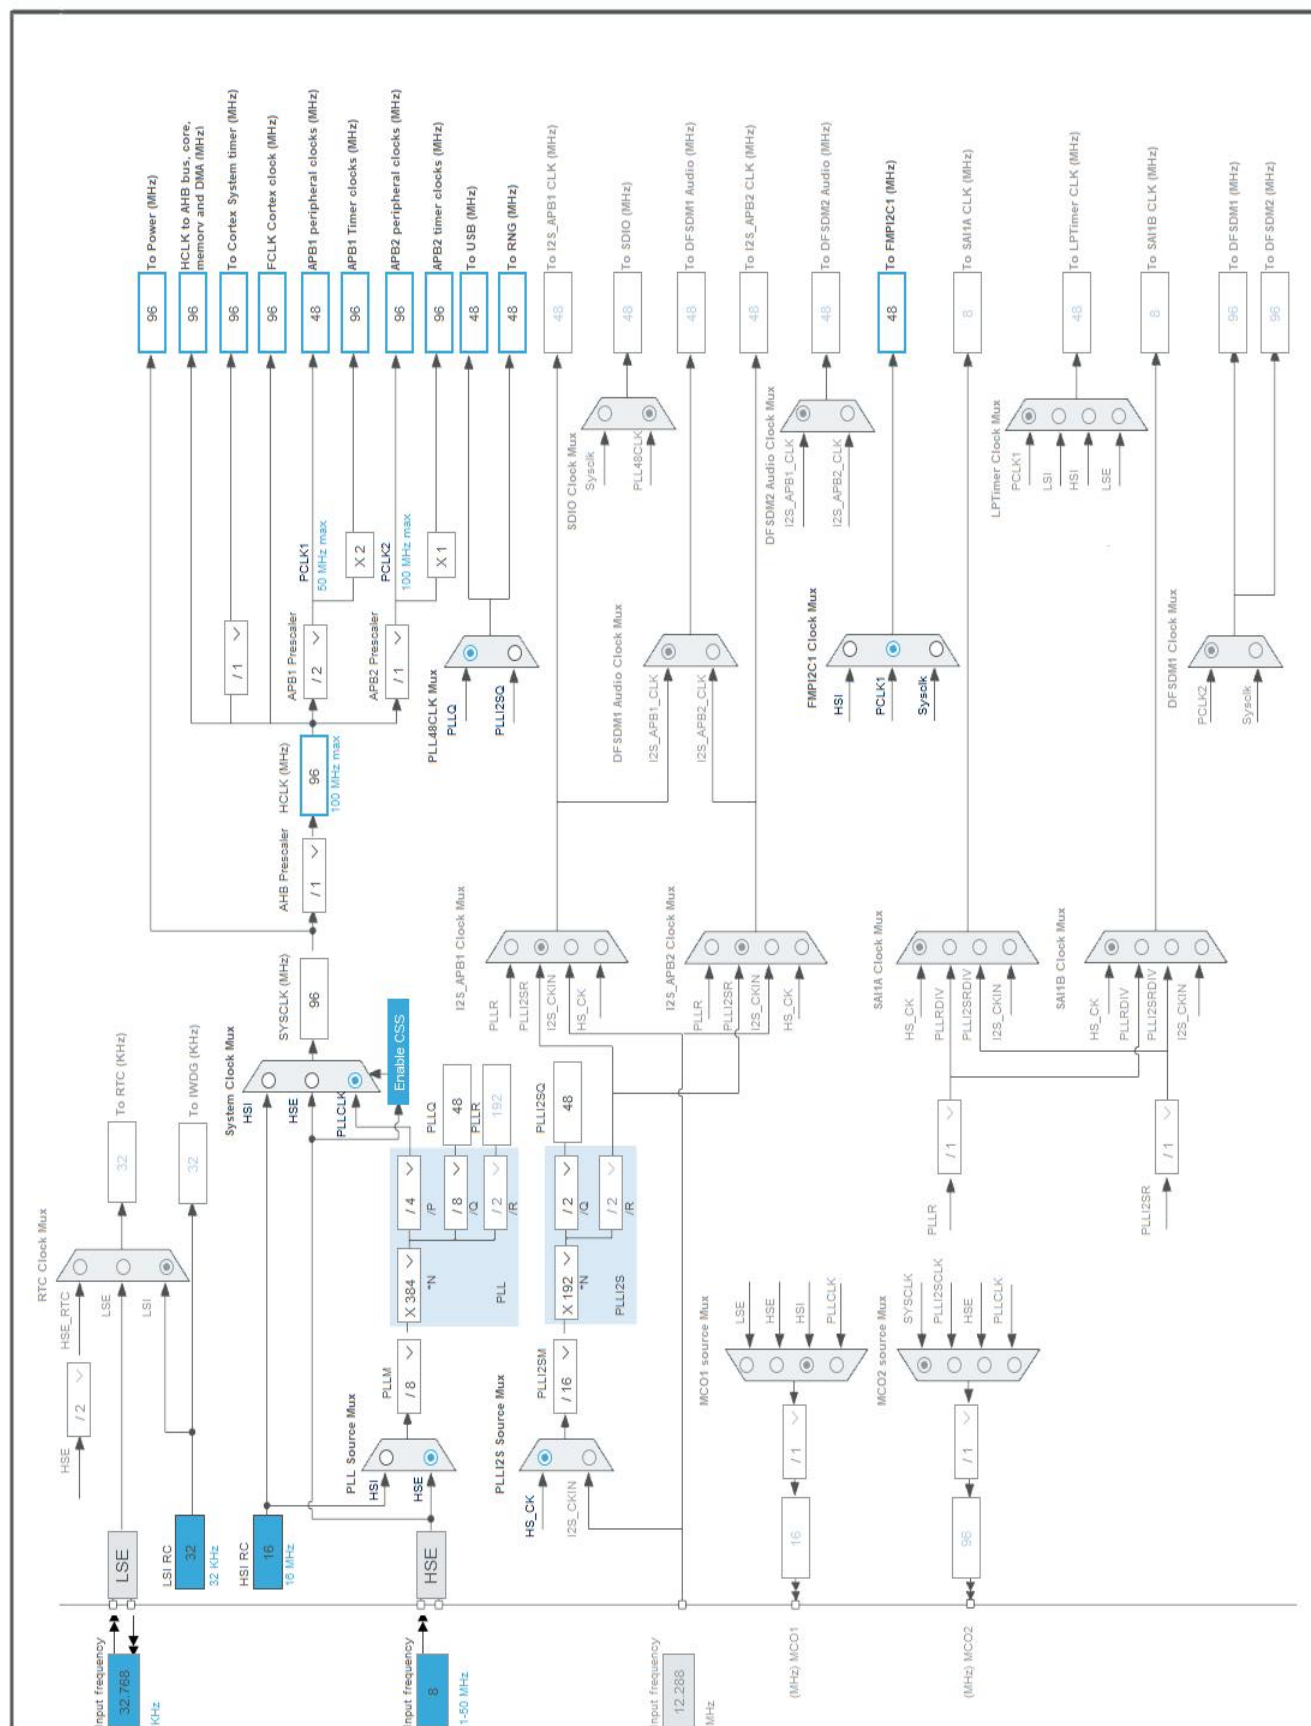 Input frequency
32.768
KHz
LSE
LSI RC
32
32 KHz
HSI RC
16
16 MHz
Input frequency
8
1-50 MHz
HSE
Input frequency
12.288
MHz
HSE
/ 2
HSE_RTC
LSE
LSI
RTC Clock Mux
32
To RTC (KHz)
32
To IWDG (KHz)
System Clock Mux
HSI
HSE
PLLCLK
Enable CSS
SYSCLK (MHz)
96
AHB Prescaler
/ 1
HCLK (MHz)
96
100 MHz max
/ 1
APB1 Prescaler
/ 2
PCLK1
50 MHz max
X 2
APB2 Prescaler
/ 1
PCLK2
100 MHz max
X 1
96
To Power (MHz)
96
HCLK to AHB bus, core,
memory and DMA (MHz)
96
To Cortex System timer (MHz)
96
FCLK Cortex clock (MHz)
48
APB1 peripheral clocks (MHz)
96
APB1 Timer clocks (MHz)
96
APB2 peripheral clocks (MHz)
96
APB2 timer clocks (MHz)
48
To USB (MHz)
48
To RNG (MHz)
PLL Source Mux
HSI
HSE
PLLM
/ 8
X 384
*N
PLL
/ 4
/P
/ 8
/Q
/ 2
/R
PLLQ
48
PLLR
192
PLL48CLK Mux
PLLQ
PLLI2SQ
PLLI2S Source Mux
HS_CK
I2S_CKIN
PLLI2SM
/ 16
X 192
*N
PLLI2S
/ 2
/Q
/ 2
/R
PLLI2SQ
48
I2S_APB1 Clock Mux
PLLR
PLLI2SR
I2S_CKIN
HS_CK
48
To I2S_APB1 CLK (MHz)
SDIO Clock Mux
Sysclk
PLL48CLK
48
To SDIO (MHz)
DFSDM1 Audio Clock Mux
I2S_APB1_CLK
I2S_APB2_CLK
48
To DFSDM1 Audio (MHz)
I2S_APB2 Clock Mux
PLLR
PLLI2SR
I2S_CKIN
HS_CK
48
To I2S_APB2 CLK (MHz)
DFSDM2 Audio Clock Mux
I2S_APB1_CLK
I2S_APB2_CLK
48
To DFSDM2 Audio (MHz)
FMPI2C1 Clock Mux
HSI
PCLK1
Sysclk
48
To FMPI2C1 (MHz)
SAI1A Clock Mux
HS_CK
PLLRDIV
PLLI2SRDIV
I2S_CKIN
8
To SAI1A CLK (MHz)
PLLR
/ 1
LPTimer Clock Mux
PCLK1
LSI
HSI
LSE
48
To LPTimer CLK (MHz)
SAI1B Clock Mux
HS_CK
PLLRDIV
PLLI2SRDIV
I2S_CKIN
8
To SAI1B CLK (MHz)
PLLI2SR
/ 1
DFSDM1 Clock Mux
PCLK2
Sysclk
96
To DFSDM1 (MHz)
96
To DFSDM2 (MHz)
MCO1 source Mux
LSE
HSE
HSI
PLLCLK
/ 1
16
(MHz) MCO1
MCO2 source Mux
SYSCLK
PLLI2SCLK
HSE
PLLCLK
/ 1
96
(MHz) MCO2